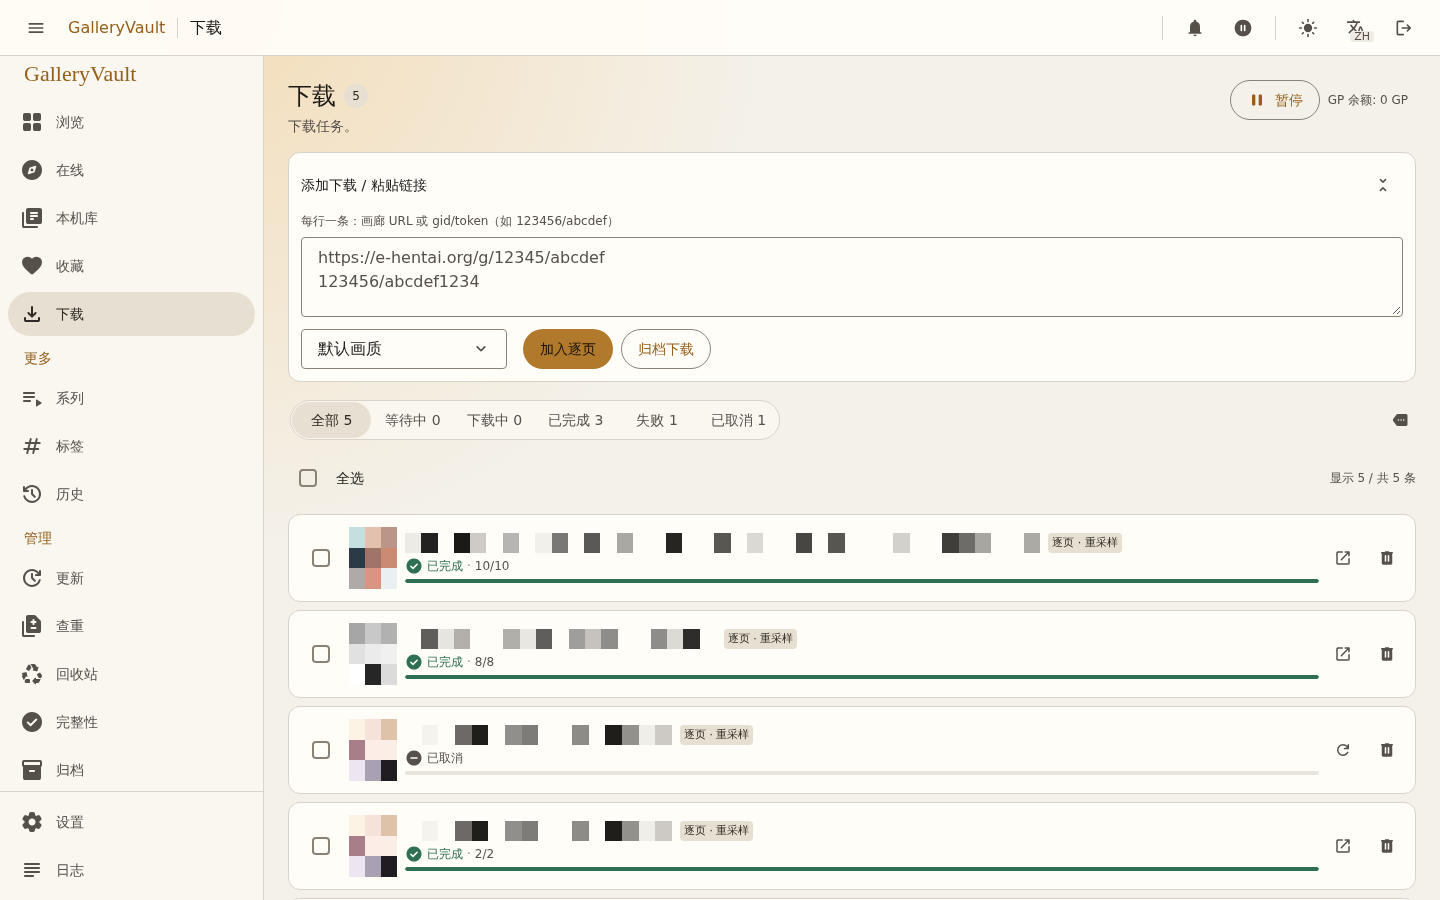 GalleryVault
下载
ZH
GalleryVault
浏览
在线
本机库
收藏
下载
更多
系列
标签
历史
管理
更新
查重
回收站
完整性
归档
设置
日志
下载 5
下载任务。
暂停
GP 余额: 0 GP
添加下载 / 粘贴链接
每行一条：画廊 URL 或 gid/token（如 123456/abcdef）
https://e-hentai.org/g/12345/abcdef
123456/abcdef1234
默认画质
加入逐页
归档下载
全部 5
等待中 0
下载中 0
已完成 3
失败 1
已取消 1
全选
显示 5 / 共 5 条
逐页 · 重采样
已完成 · 10/10
逐页 · 重采样
已完成 · 8/8
逐页 · 重采样
已取消
逐页 · 重采样
已完成 · 2/2